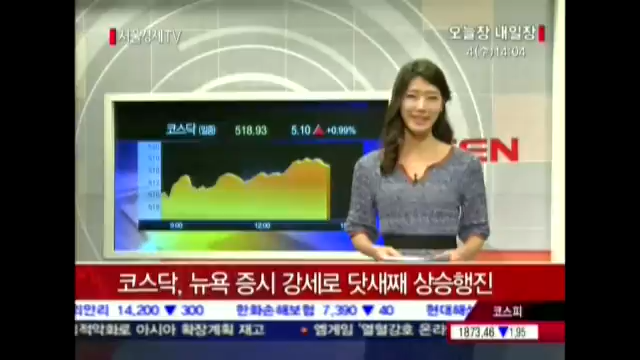 서울경제TV
오늘장 내일장
4(수)14:04
코스닥 (일중) 518.93 5.10 ▲ +0.99%
9:00 12:00
코스닥, 뉴욕 증시 강세로 닷새째 상승행진
14,200 ▼ 300 한화손해보험 7,390 ▼ 40 현대해상
코스피
아시아 확장계획 재고 엠게임 '열혈강호 온라
1873.46 ▼1.95